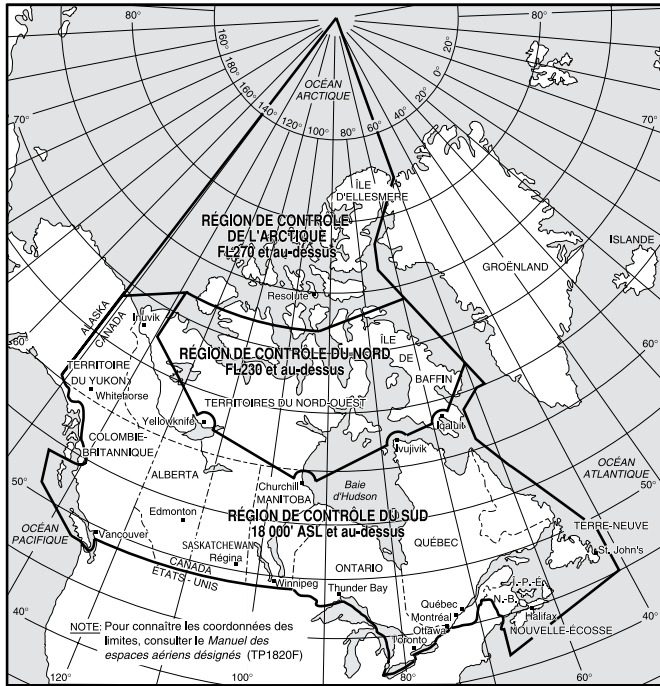 80°
80°
160°
160°
160°
140°
120°
100°
80°
60°
40°
20°
0°
20°
OCÉAN
ARCTIQUE
70°
70°
ÎLE
D'ELLESMERE
RÉGION DE CONTRÔLE
DE L'ARCTIQUE
FL270 et au-dessus
ISLANDE
GROËNLAND
Resolute
ALASKA
CANADA
Inuvik
60°
60°
ÎLE
DE
BAFFIN
RÉGION DE CONTRÔLE DU NORD
FL230 et au-dessus
TERRITOIRE
DU YUKON
Whitehorse
TERRITOIRES DU NORD-OUEST
Yellowknife
Iqaluit
Ivujivik
COLOMBIE-
BRITANNIQUE
ALBERTA
Churchill
MANITOBA
Baie
d'Hudson
OCÉAN
ATLANTIQUE
50°
50°
Edmonton
RÉGION DE CONTRÔLE DU SUD
18 000' ASL et au-dessus
OCÉAN
PACIFIQUE
Vancouver
SASKATCHEWAN
Régina
QUÉBEC
TERRE-NEUVE
St. John's
CANADA
ÉTATS - UNIS
Winnipeg
ONTARIO
Thunder Bay
I.-P.-É.
N.-B.
Québec
Montréal
Ottawa
Toronto
Halifax
NOUVELLE-ÉCOSSE
40°
40°
NOTE: Pour connaître les coordonnées des
limites, consulter le Manuel des
espaces aériens désignés (TP1820F)
120°
100°
80°
60°